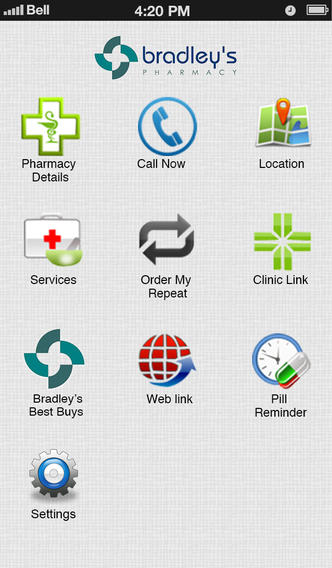 Bell 4:20 PM
bradley's
PHARMACY
Pharmacy
Details
Call Now
Location
Services
Order My
Repeat
Clinic Link
Bradley's
Best Buys
Web link
Pill
Reminder
Settings